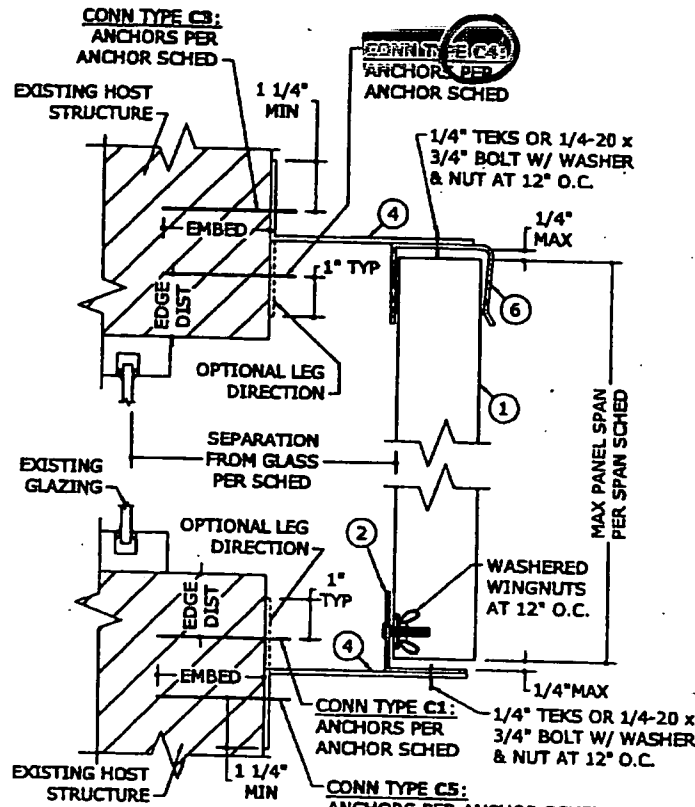 CONN TYPE C3:
ANCHORS PER
ANCHOR SCHED
CONN TYPE C4:
ANCHORS PER
ANCHOR SCHED
EXISTING HOST
STRUCTURE
1 1/4"
MIN
1/4" TEKS OR 1/4-20 x
3/4" BOLT W/ WASHER
& NUT AT 12" O.C.
4
EMBED
1/4"
MAX
1" TYP
EDGE
DIST
6
OPTIONAL LEG
DIRECTION
1
SEPARATION
FROM GLASS
PER SCHED
MAX PANEL SPAN
PER SPAN SCHED
EXISTING
GLAZING
OPTIONAL LEG
DIRECTION
2
1"
TYP
WASHERED
WINGNUTS
AT 12" O.C.
EDGE
DIST
4
EMBED
1/4"MAX
CONN TYPE C1:
ANCHORS PER
ANCHOR SCHED
1/4" TEKS OR 1/4-20 x
3/4" BOLT W/ WASHER
& NUT AT 12" O.C.
EXISTING HOST
STRUCTURE
1 1/4"
MIN
CONN TYPE C5:
ANCHORS PER ANCHOR